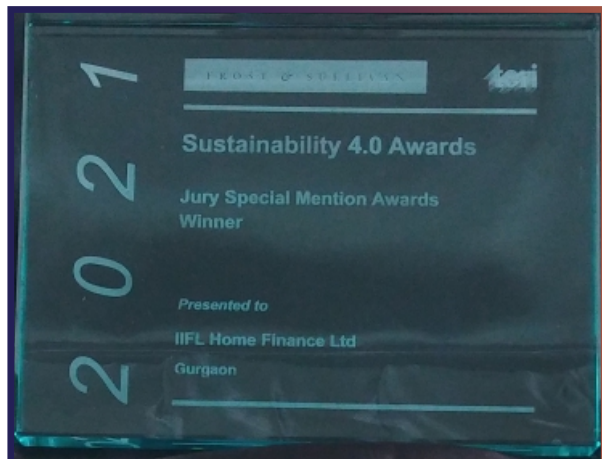 2021
FROST & SULLIVAN
teri
Sustainability 4.0 Awards
Jury Special Mention Awards
Winner
Presented to
IIFL Home Finance Ltd
Gurgaon